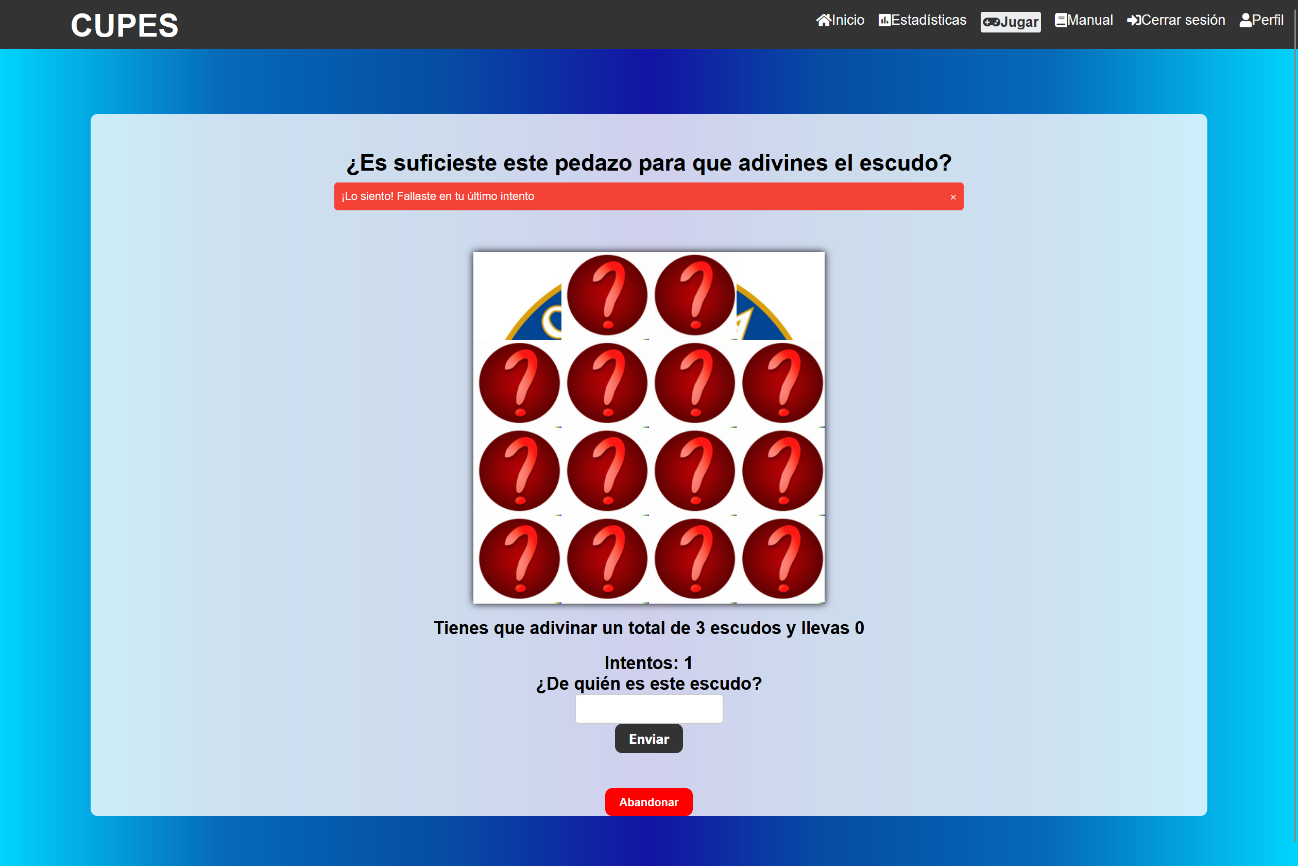 CUPES
Inicio Estadísticas Jugar Manual Cerrar sesión Perfil
¿Es suficieste este pedazo para que adivines el escudo?
¡Lo siento! Fallaste en tu último intento ×
? ?
? ? ? ?
? ? ? ?
? ? ? ?
Tienes que adivinar un total de 3 escudos y llevas 0
Intentos: 1
¿De quién es este escudo?
Enviar
Abandonar